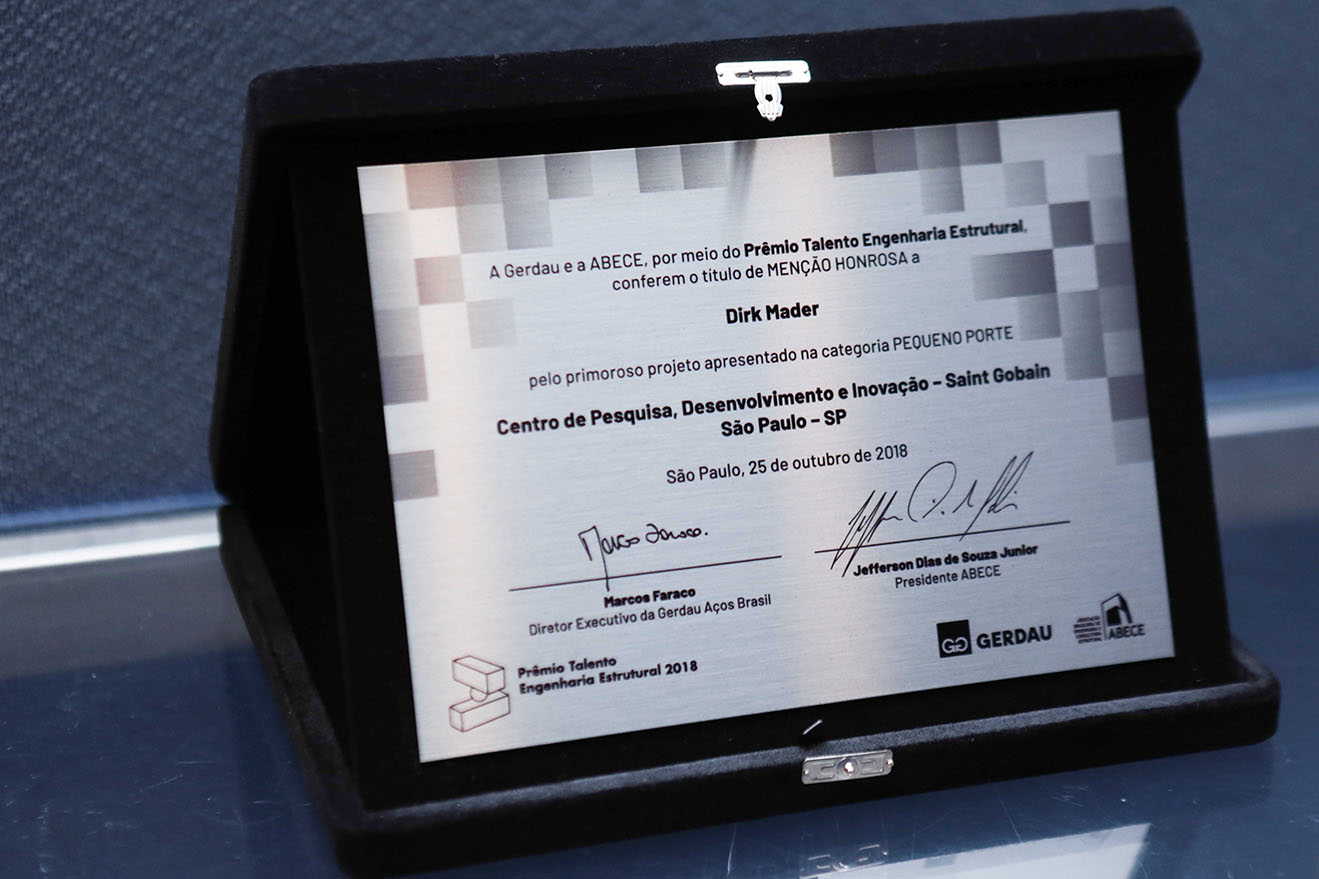 A Gerdau e a ABECE, por meio do Prêmio Talento Engenharia Estrutural,
conferem o título de MENÇÃO HONROSA a
Dirk Mader
pelo primoroso projeto apresentado na categoria PEQUENO PORTE
Centro de Pesquisa, Desenvolvimento e Inovação – Saint Gobain
São Paulo – SP
São Paulo, 25 de outubro de 2018
Marcos Faraco
Diretor Executivo da Gerdau Aços Brasil
Jefferson Dias de Souza Junior
Presidente ABECE
Prêmio Talento
Engenharia Estrutural 2018
GG GERDAU
ABECE